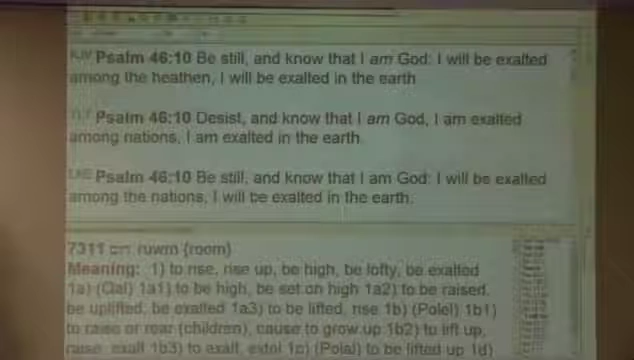 KJV Psalm 46:10 Be still, and know that I am God: I will be exalted
among the heathen, I will be exalted in the earth
YLT Psalm 46:10 Desist, and know that I am God, I am exalted
among nations, I am exalted in the earth.
Psalm 46:10 Be still, and know that I am God: I will be exalted
among the nations, I will be exalted in the earth.
7311 רום ruwm {room}
Meaning: 1) to rise, rise up, be high, be lofty, be exalted
1a) (Qal) 1a1) to be high, be set on high 1a2) to be raised,
be uplifted, be exalted 1a3) to be lifted, rise 1b) (Polel) 1b1)
to raise or rear (children), cause to grow up 1b2) to lift up,
raise, exalt 1b3) to exalt, extol 1c) (Polal) to be lifted up 1d)